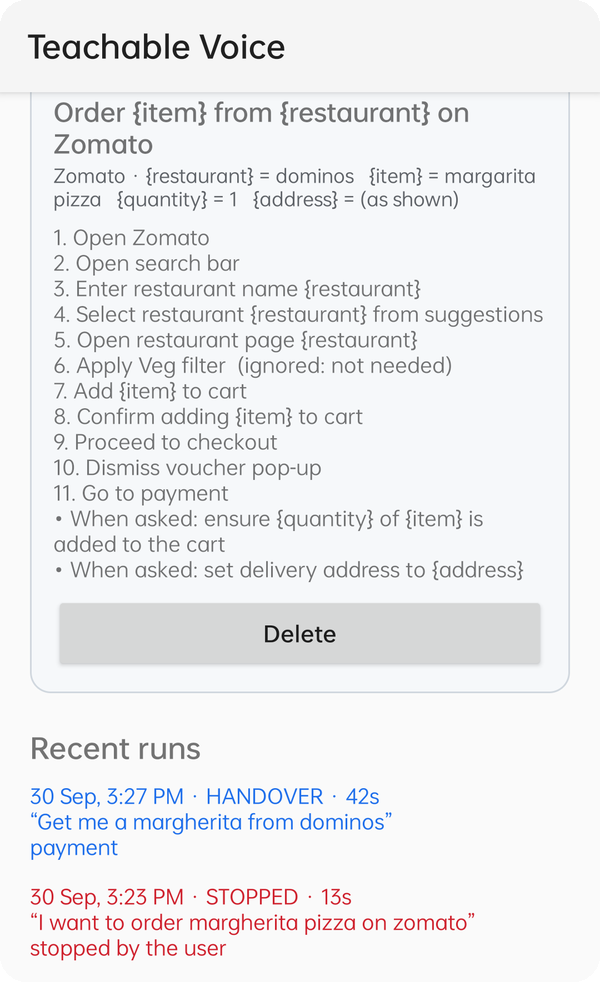 Teachable Voice
Order {item} from {restaurant} on
Zomato
Zomato · {restaurant} = dominos {item} = margarita
pizza {quantity} = 1 {address} = (as shown)
1. Open Zomato
2. Open search bar
3. Enter restaurant name {restaurant}
4. Select restaurant {restaurant} from suggestions
5. Open restaurant page {restaurant}
6. Apply Veg filter (ignored: not needed)
7. Add {item} to cart
8. Confirm adding {item} to cart
9. Proceed to checkout
10. Dismiss voucher pop-up
11. Go to payment
• When asked: ensure {quantity} of {item} is
added to the cart
• When asked: set delivery address to {address}
Delete
Recent runs
30 Sep, 3:27 PM · HANDOVER · 42s
“Get me a margherita from dominos”
payment
30 Sep, 3:23 PM · STOPPED · 13s
“I want to order margherita pizza on zomato”
stopped by the user